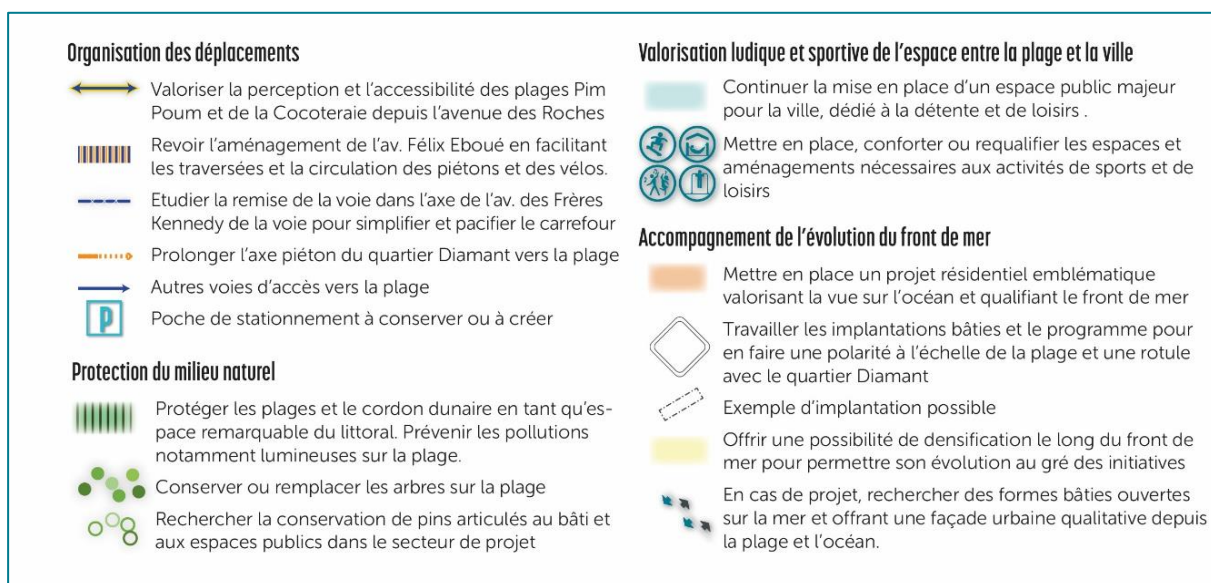 Organisation des déplacements
Valoriser la perception et l'accessibilité des plages Pim
Poum et de la Cocoteraie depuis l'avenue des Roches
Revoir l'aménagement de l'av. Félix Eboué en facilitant
les traversées et la circulation des piétons et des vélos.
Etudier la remise de la voie dans l'axe de l'av. des Frères
Kennedy de la voie pour simplifier et pacifier le carrefour
Prolonger l'axe piéton du quartier Diamant vers la plage
Autres voies d'accès vers la plage
P
Poche de stationnement à conserver ou à créer
Protection du milieu naturel
Protéger les plages et le cordon dunaire en tant qu'es-
pace remarquable du littoral. Prévenir les pollutions
notamment lumineuses sur la plage.
Conserver ou remplacer les arbres sur la plage
Rechercher la conservation de pins articulés au bâti et
aux espaces publics dans le secteur de projet
Valorisation ludique et sportive de l'espace entre la plage et la ville
Continuer la mise en place d'un espace public majeur
pour la ville, dédié à la détente et de loisirs .
Mettre en place, conforter ou requalifier les espaces et
aménagements nécessaires aux activités de sports et de
loisirs
Accompagnement de l'évolution du front de mer
Mettre en place un projet résidentiel emblématique
valorisant la vue sur l'océan et qualifiant le front de mer
Travailler les implantations bâties et le programme pour
en faire une polarité à l'échelle de la plage et une rotule
avec le quartier Diamant
Exemple d'implantation possible
Offrir une possibilité de densification le long du front de
mer pour permettre son évolution au gré des initiatives
En cas de projet, rechercher des formes bâties ouvertes
sur la mer et offrant une façade urbaine qualitative depuis
la plage et l'océan.